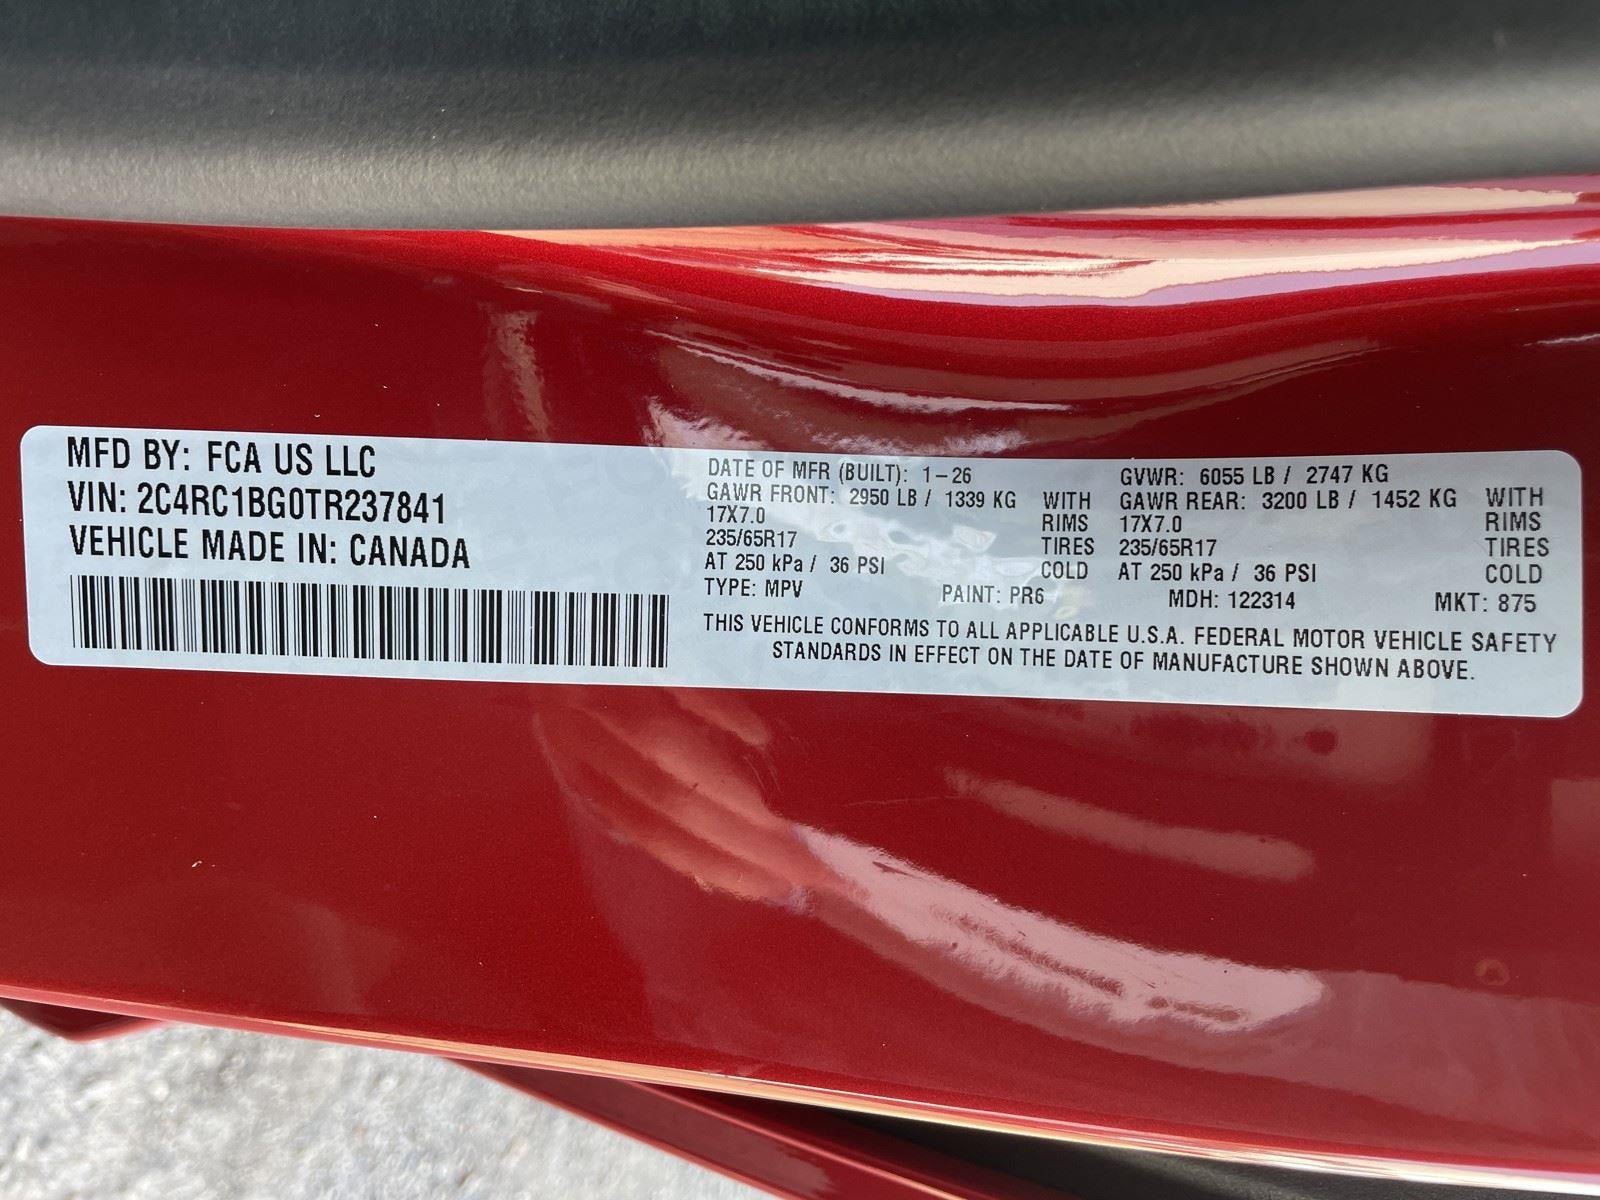 MFD BY: FCA US LLC
VIN: 2C4RC1BG0TR237841
VEHICLE MADE IN: CANADA
DATE OF MFR (BUILT): 1-26 GVWR: 6055 LB / 2747 KG
GAWR FRONT: 2950 LB / 1339 KG WITH GAWR REAR: 3200 LB / 1452 KG WITH
17X7.0 RIMS 17X7.0 RIMS
235/65R17 TIRES 235/65R17 TIRES
AT 250 kPa / 36 PSI COLD AT 250 kPa / 36 PSI COLD
TYPE: MPV PAINT: PR6 MDH: 122314 MKT: 875
THIS VEHICLE CONFORMS TO ALL APPLICABLE U.S.A. FEDERAL MOTOR VEHICLE SAFETY
STANDARDS IN EFFECT ON THE DATE OF MANUFACTURE SHOWN ABOVE.